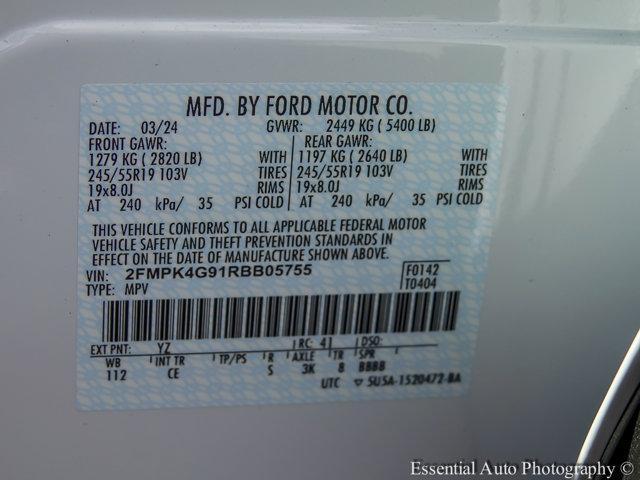 MFD. BY FORD MOTOR CO.
DATE: 03/24 GVWR: 2449 KG ( 5400 LB)
FRONT GAWR: REAR GAWR:
1279 KG ( 2820 LB) WITH 1197 KG ( 2640 LB) WITH
245/55R19 103V TIRES 245/55R19 103V TIRES
19x8.0J RIMS 19x8.0J RIMS
AT 240 kPa/ 35 PSI COLD AT 240 kPa/ 35 PSI COLD
THIS VEHICLE CONFORMS TO ALL APPLICABLE FEDERAL MOTOR
VEHICLE SAFETY AND THEFT PREVENTION STANDARDS IN
EFFECT ON THE DATE OF MANUFACTURE SHOWN ABOVE.
VIN: 2FMPK4G91RBB05755 F0142
TYPE: MPV T0404
EXT PNT: YZ RC: 41 DSO:
WB INT TR TP/PS R AXLE TR SPR
112 CE S 3K 8 BBBB
UTC ▽ 5U5A-1520472-BA
Essential Auto Photography ©